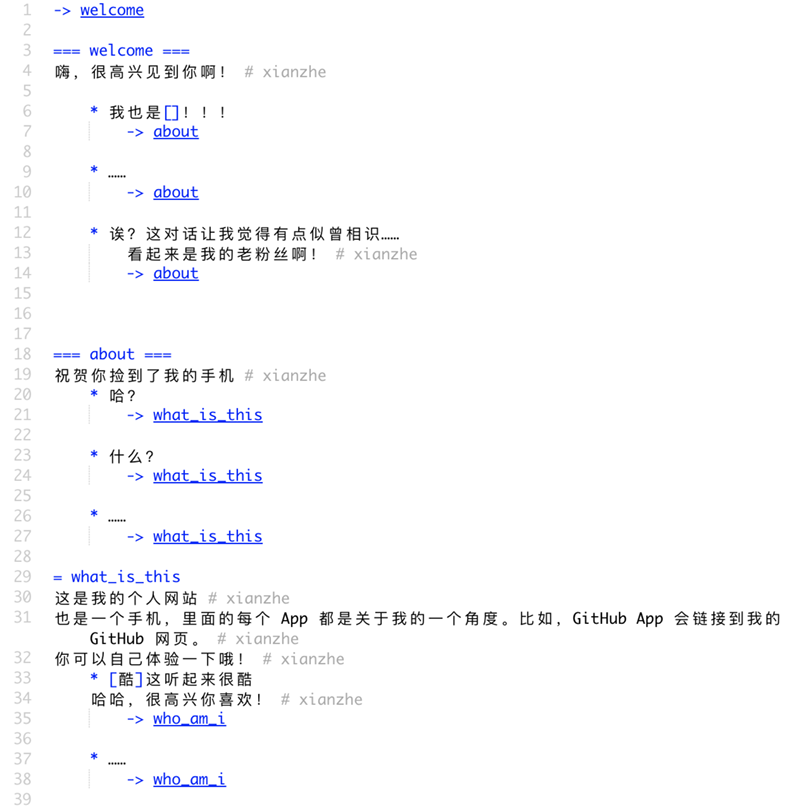 1 -> welcome
2
3 === welcome ===
4 嗨，很高兴见到你啊！ # xianzhe
5
6 * 我也是[]！！！
7 -> about
8
9 * ……
10 -> about
11
12 * 诶？这对话让我觉得有点似曾相识……
13 看起来是我的老粉丝啊！ # xianzhe
14 -> about
15
16
17
18 === about ===
19 祝贺你捡到了我的手机 # xianzhe
20 * 哈？
21 -> what_is_this
22
23 * 什么？
24 -> what_is_this
25
26 * ……
27 -> what_is_this
28
29 = what_is_this
30 这是我的个人网站 # xianzhe
31 也是一个手机，里面的每个 App 都是关于我的一个角度。比如，GitHub App 会链接到我的
GitHub 网页。 # xianzhe
32 你可以自己体验一下哦！ # xianzhe
33 * [酷]这听起来很酷
34 哈哈，很高兴你喜欢！ # xianzhe
35 -> who_am_i
36
37 * ……
38 -> who_am_i
39